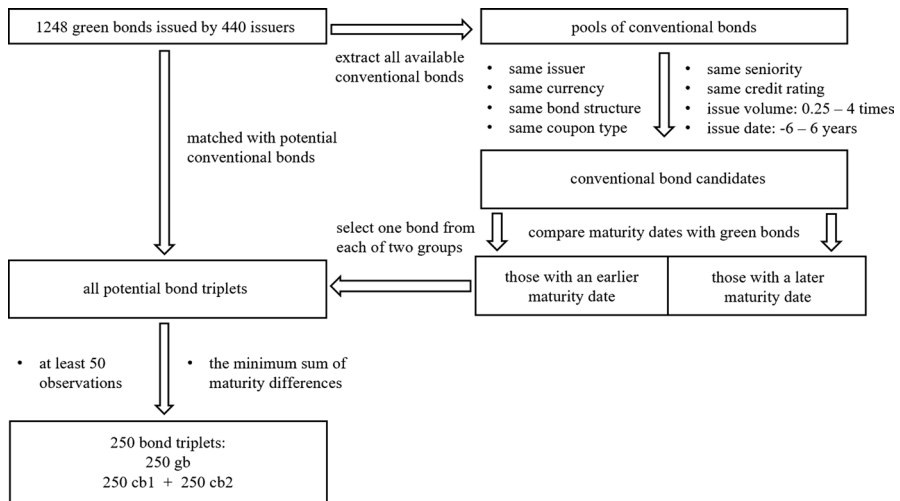 1248 green bonds issued by 440 issuers
extract all available
conventional bonds
pools of conventional bonds
• same issuer
• same currency
• same bond structure
• same coupon type
• same seniority
• same credit rating
• issue volume: 0.25 – 4 times
• issue date: -6 – 6 years
matched with potential
conventional bonds
conventional bond candidates
select one bond from
each of two groups
compare maturity dates with green bonds
those with an earlier
maturity date
those with a later
maturity date
all potential bond triplets
• at least 50
observations
• the minimum sum of
maturity differences
250 bond triplets:
250 gb
250 cb1 + 250 cb2